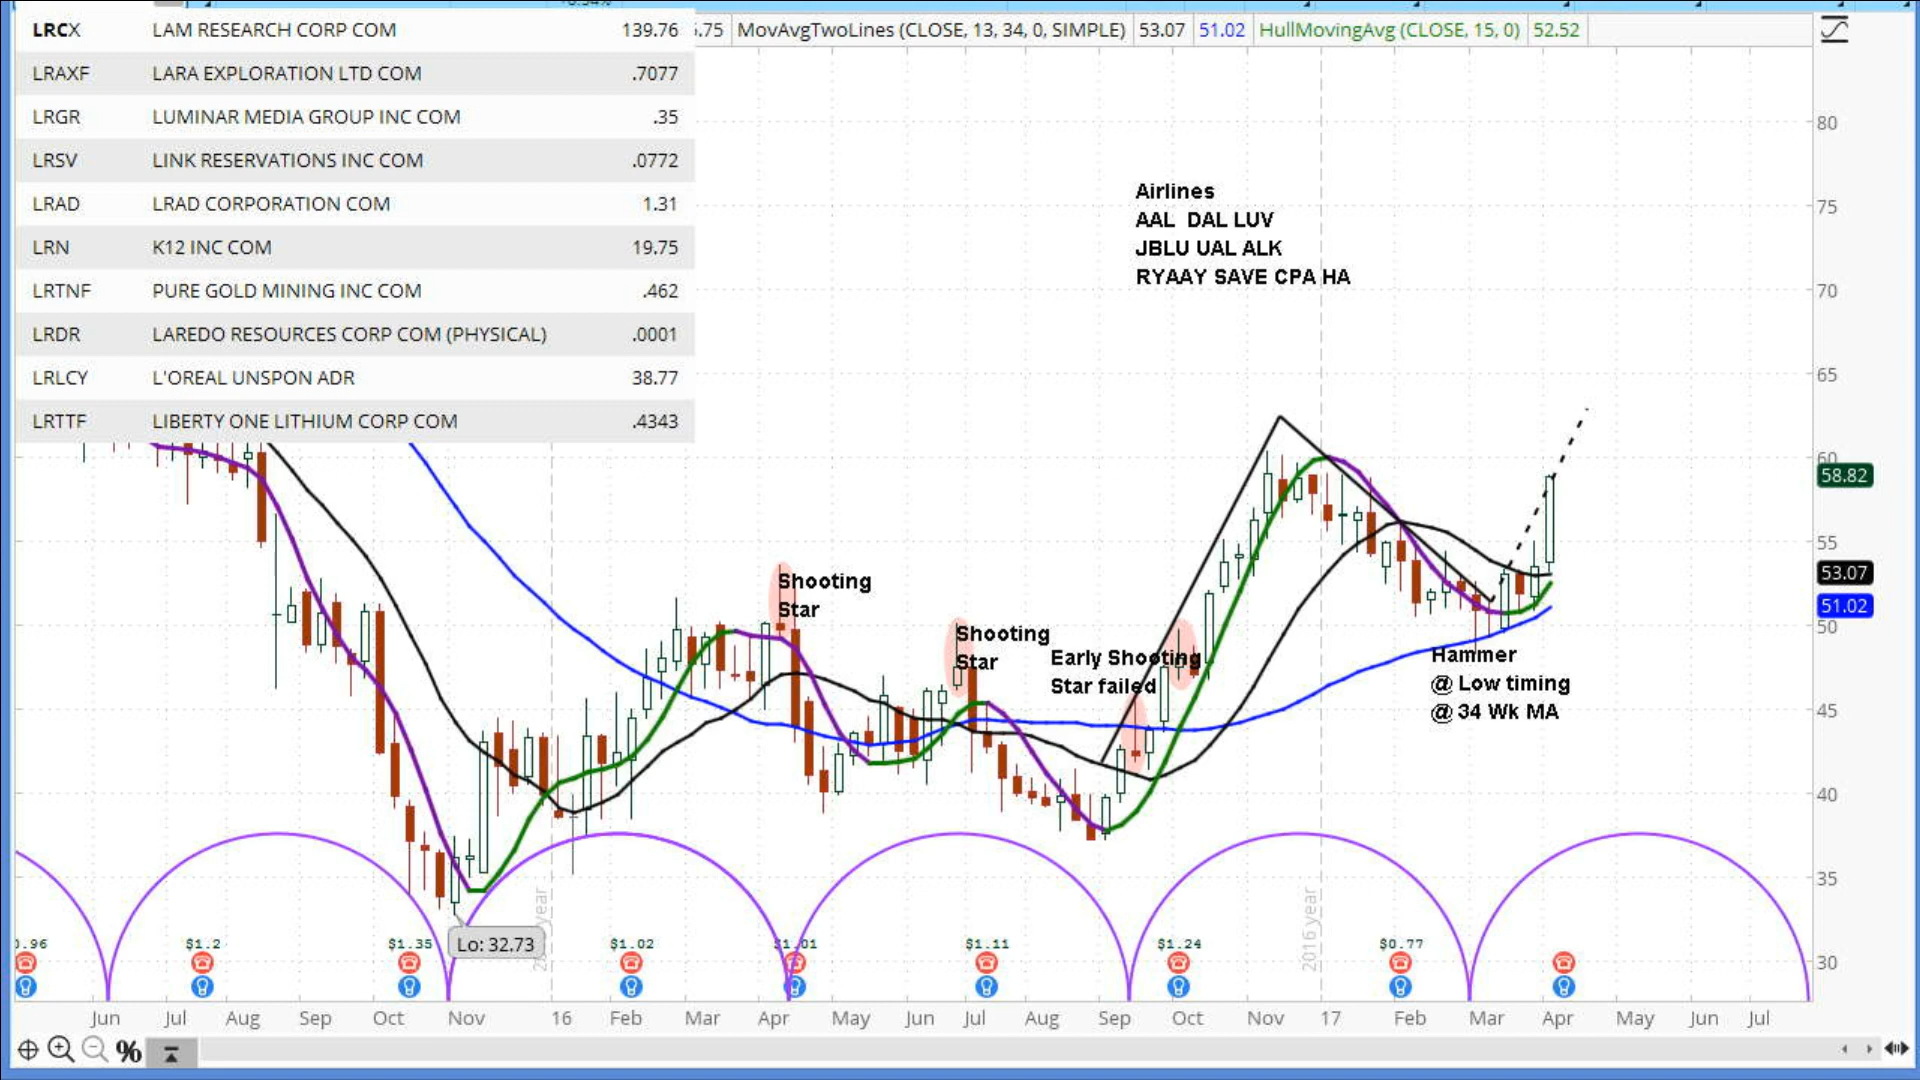 LRCX LAM RESEARCH CORP COM 139.76
.75 MovAvgTwoLines (CLOSE, 13, 34, 0, SIMPLE) 53.07 51.02 HullMovingAvg (CLOSE, 15, 0) 52.52
LRAXF LARA EXPLORATION LTD COM .7077
LRGR LUMINAR MEDIA GROUP INC COM .35
LRSV LINK RESERVATIONS INC COM .0772
LRAD LRAD CORPORATION COM 1.31
LRN K12 INC COM 19.75
LRTNF PURE GOLD MINING INC COM .462
LRDR LAREDO RESOURCES CORP COM (PHYSICAL) .0001
LRLCY L'OREAL UNSPON ADR 38.77
LRTTF LIBERTY ONE LITHIUM CORP COM .4343
Airlines
AAL DAL LUV
JBLU UAL ALK
RYAAY SAVE CPA HA
80
75
70
65
60
58.82
55
53.07
51.02
50
45
40
35
30
Shooting
Star
Shooting
Star
Early Shooting
Star failed
Hammer
@ Low timing
@ 34 Wk MA
Lo: 32.73
year
2016 year
.96 $1.2 $1.35 $1.02 $1.01 $1.11 $1.24 $0.77
Jun Jul Aug Sep Oct Nov 16 Feb Mar Apr May Jun Jul Aug Sep Oct Nov 17 Feb Mar Apr May Jun Jul
%